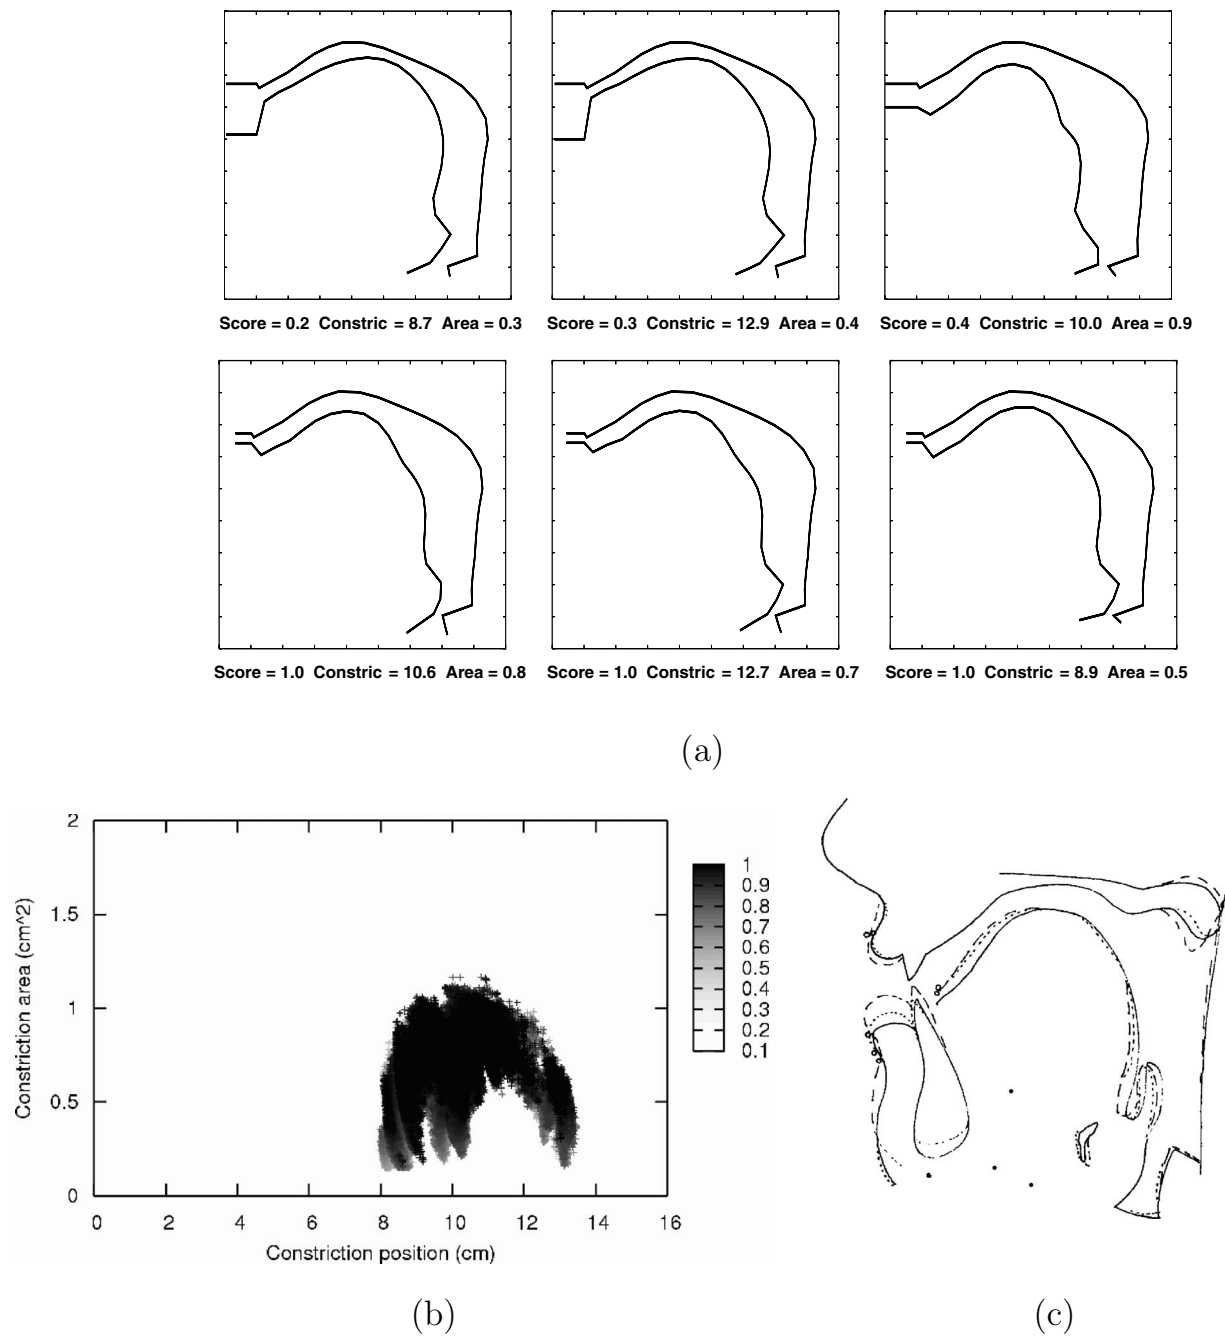 Score = 0.2 Constric = 8.7 Area = 0.3
Score = 0.3 Constric = 12.9 Area = 0.4
Score = 0.4 Constric = 10.0 Area = 0.9
Score = 1.0 Constric = 10.6 Area = 0.8
Score = 1.0 Constric = 12.7 Area = 0.7
Score = 1.0 Constric = 8.9 Area = 0.5
(a)
2
1.5
1
0.5
0
Constriction area (cm^2)
0 2 4 6 8 10 12 14 16
Constriction position (cm)
1
0.9
0.8
0.7
0.6
0.5
0.4
0.3
0.2
0.1
(b)
(c)